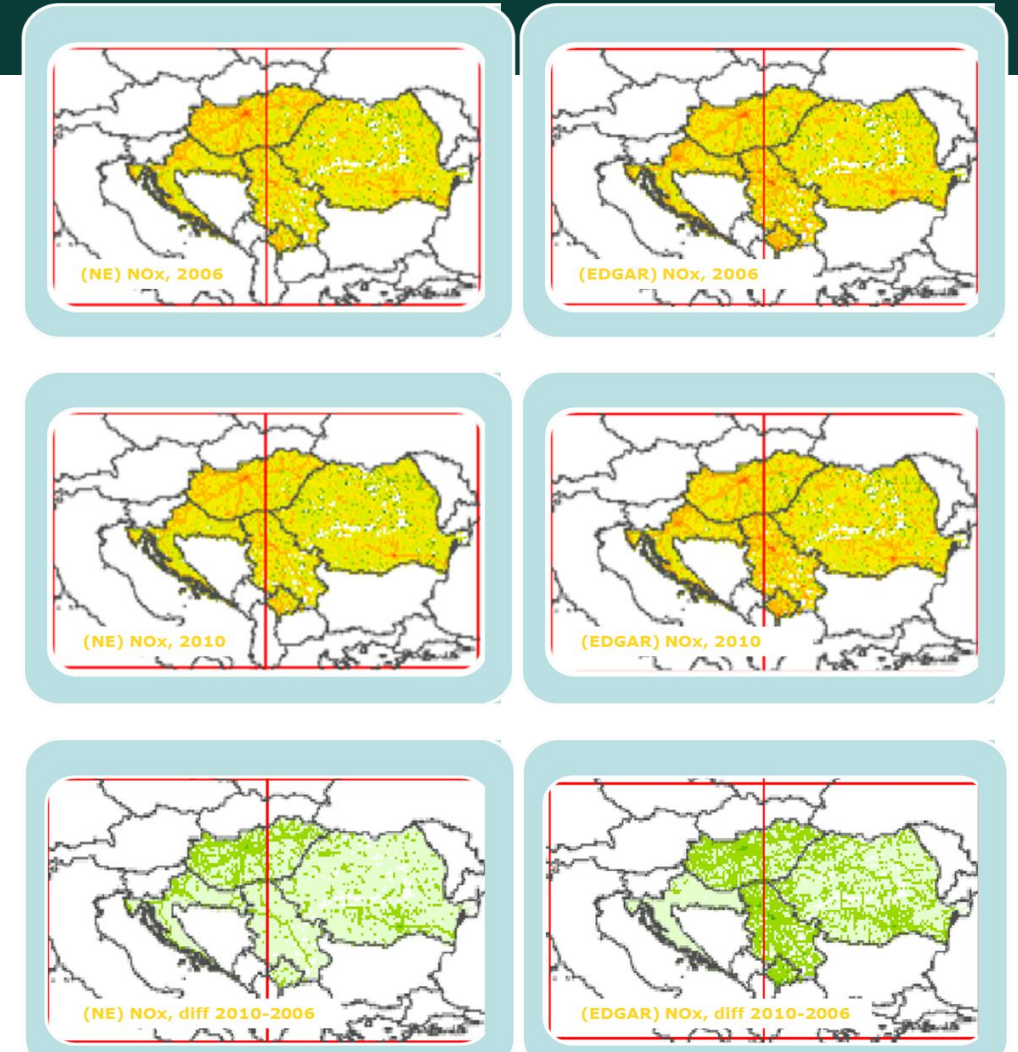 (NE) NOx, 2006
(EDGAR) NOx, 2006
(NE) NOx, 2010
(EDGAR) NOx, 2010
(NE) NOx, diff 2010-2006
(EDGAR) NOx, diff 2010-2006